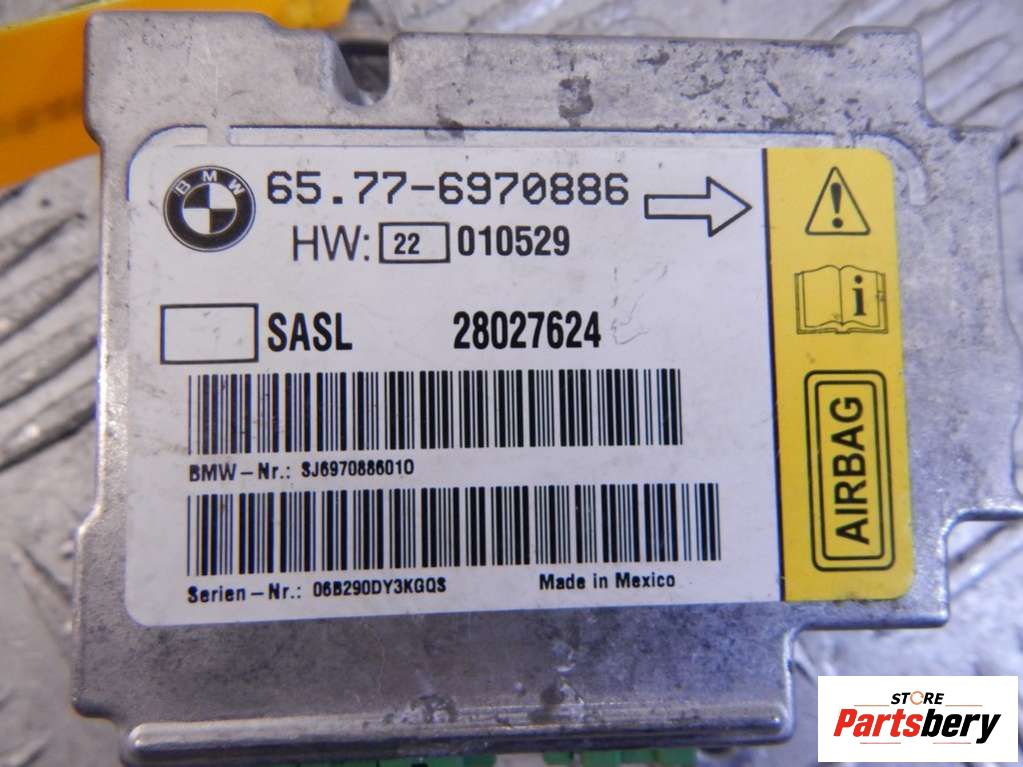 BMW
65.77-6970886
HW: 22 010529
SASL 28027624
BMW-Nr.: SJ6970886010
Serien-Nr.: 06B290DY3KGQS Made in Mexico
i
AIRBAG
STORE
Partsbery